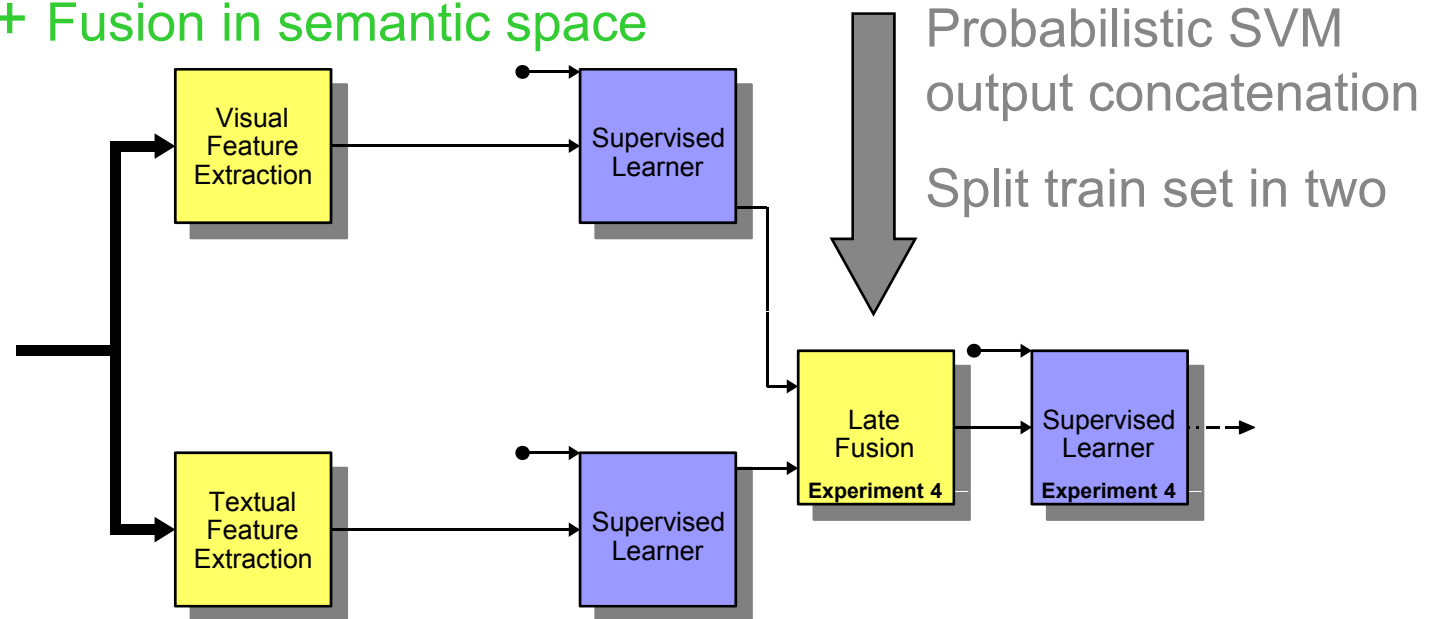 + Fusion in semantic space
Probabilistic SVM
output concatenation
Split train set in two
Visual
Feature
Extraction
Supervised
Learner
Late
Fusion
Experiment 4
Supervised
Learner
Experiment 4
Textual
Feature
Extraction
Supervised
Learner